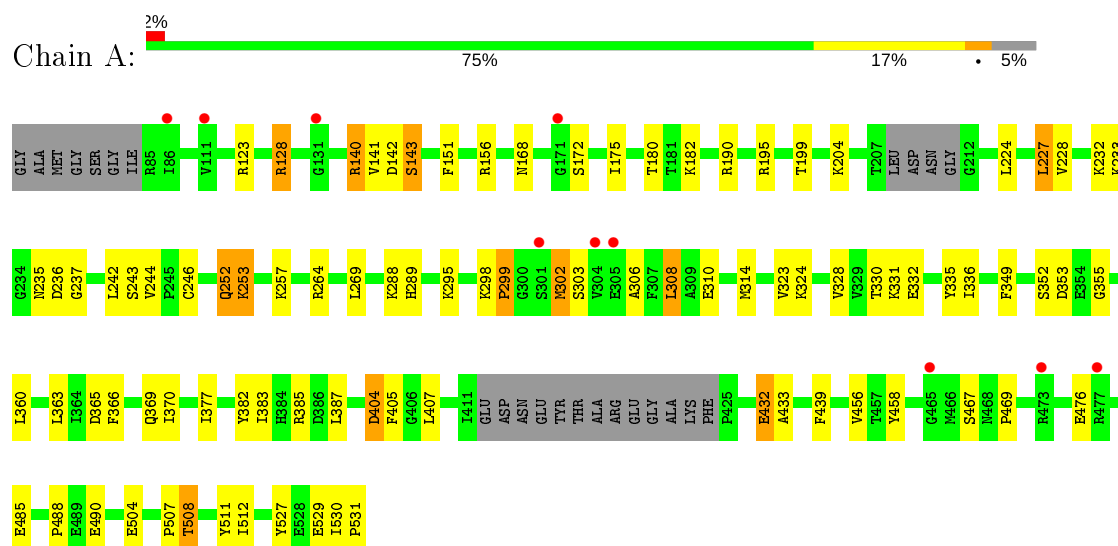 2%
Chain A:
75% 17% • 5%
GLY ALA MET GLY SER GLY ILE R85 I86 V111 R123 R128 G131 R140 V141 D142 S143 F151 R156 N168 G171 S172 I175 T180 T181 K182 R190 R195 T199 K204 T207 LEU ASP ASN GLY G212 L224 L227 V228 K232 K233
G234 N235 D236 G237 L242 S243 V244 P245 C246 Q252 K253 K257 R264 L269 K288 H289 K295 K298 P299 G300 S301 M302 S303 V304 E305 A306 F307 L308 A309 E310 M314 V323 K324 V328 V329 T330 K331 E332 Y335 I336 F349 S352 D353 E354 G355
L360 L363 I364 D365 F366 Q369 I370 I377 Y382 I383 H384 R385 D386 L387 D404 F405 G406 L407 I411 GLU ASP ASN GLU TYR THR ALA ARG GLU GLY ALA LYS PHE P425 E432 A433 F439 V456 T457 Y458 G465 M466 S467 N468 P469 R473 E476 R477
E485 P488 E489 E490 E504 P507 T508 Y511 I512 Y527 E528 E529 I530 P531